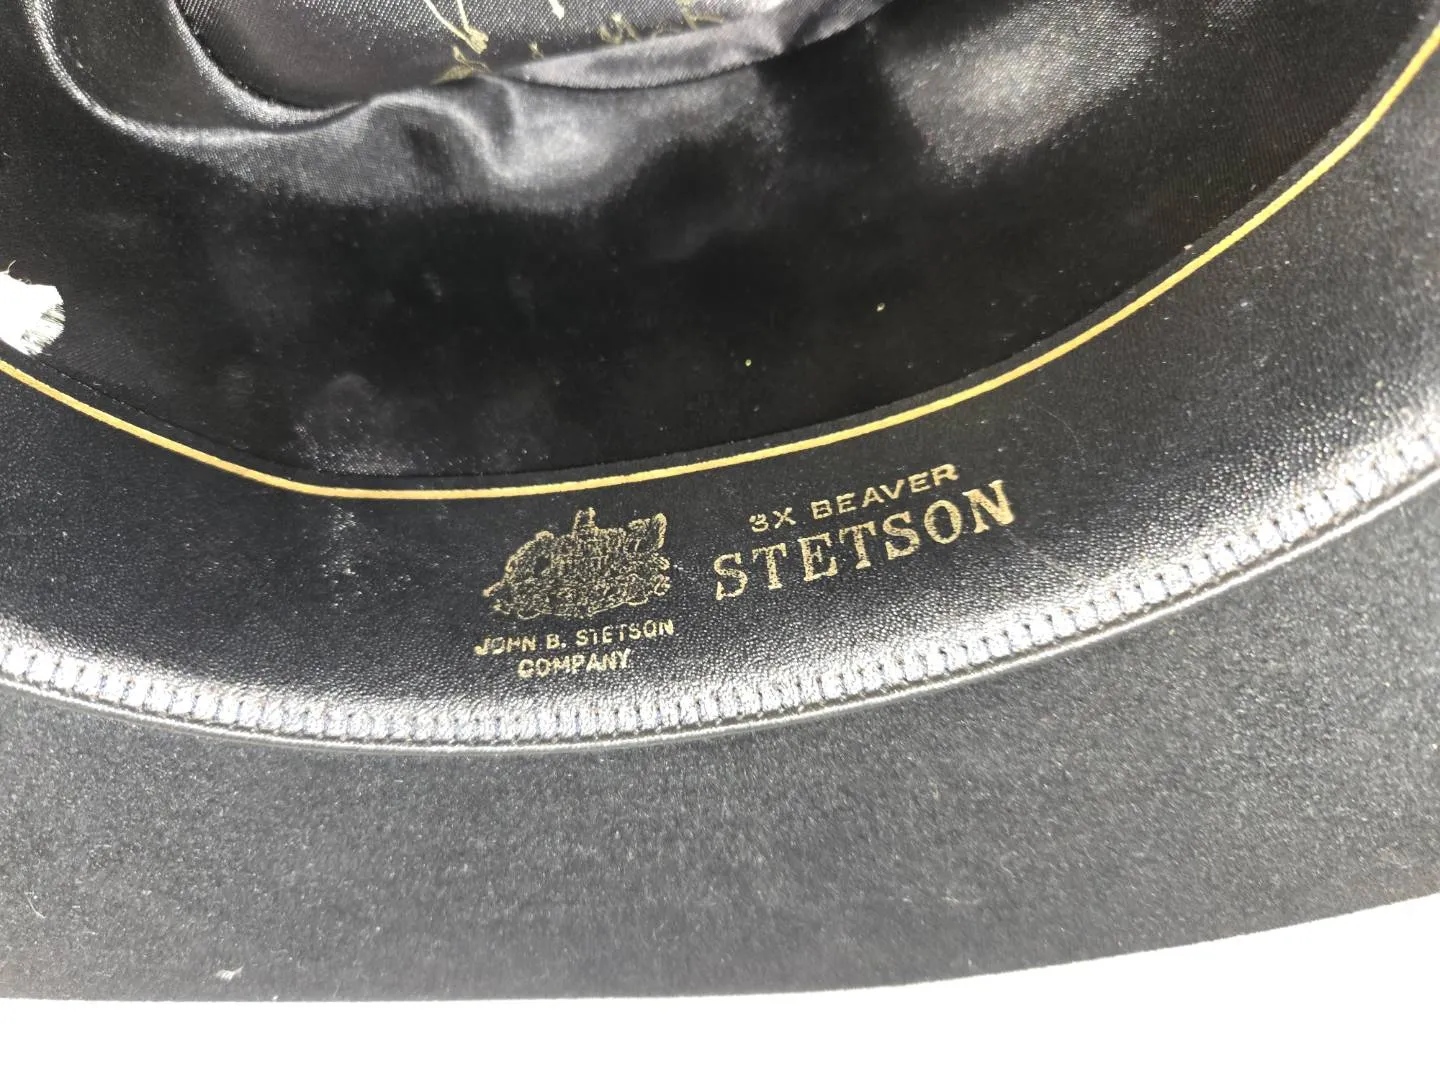 3X BEAVER
STETSON
JOHN B. STETSON
COMPANY